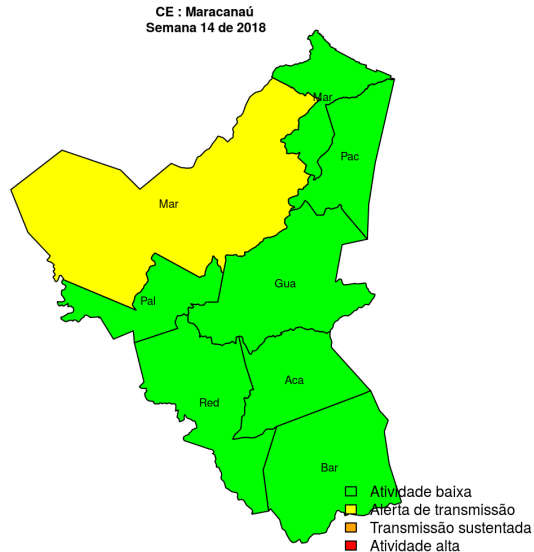 CE : Maracanaú
Semana 14 de 2018
Mar
Pac
Mar
Gua
Pal
Aca
Red
Bar
Atividade baixa
Alerta de transmissão
Transmissão sustentada
Atividade alta